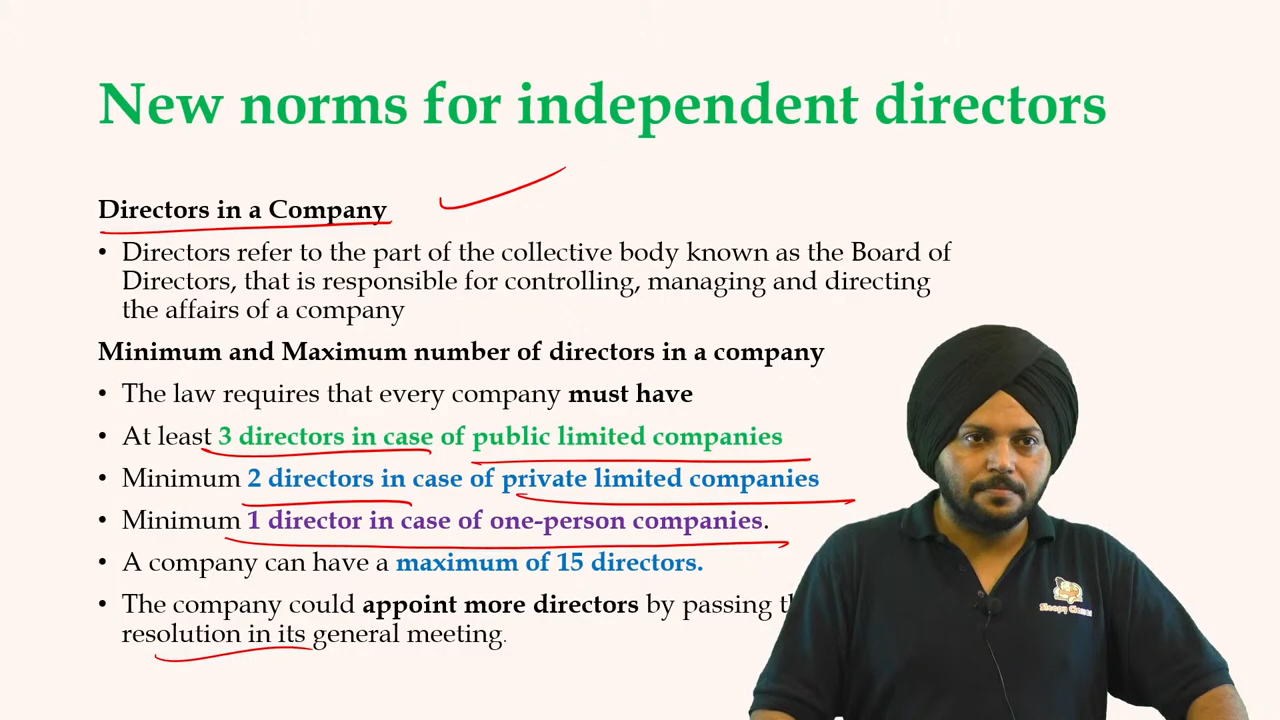 New norms for independent directors
Directors in a Company
• Directors refer to the part of the collective body known as the Board of
Directors, that is responsible for controlling, managing and directing
the affairs of a company
Minimum and Maximum number of directors in a company
• The law requires that every company must have
• At least 3 directors in case of public limited companies
• Minimum 2 directors in case of private limited companies
• Minimum 1 director in case of one-person companies.
• A company can have a maximum of 15 directors.
• The company could appoint more directors by passing
resolution in its general meeting.
Sleepy Classes